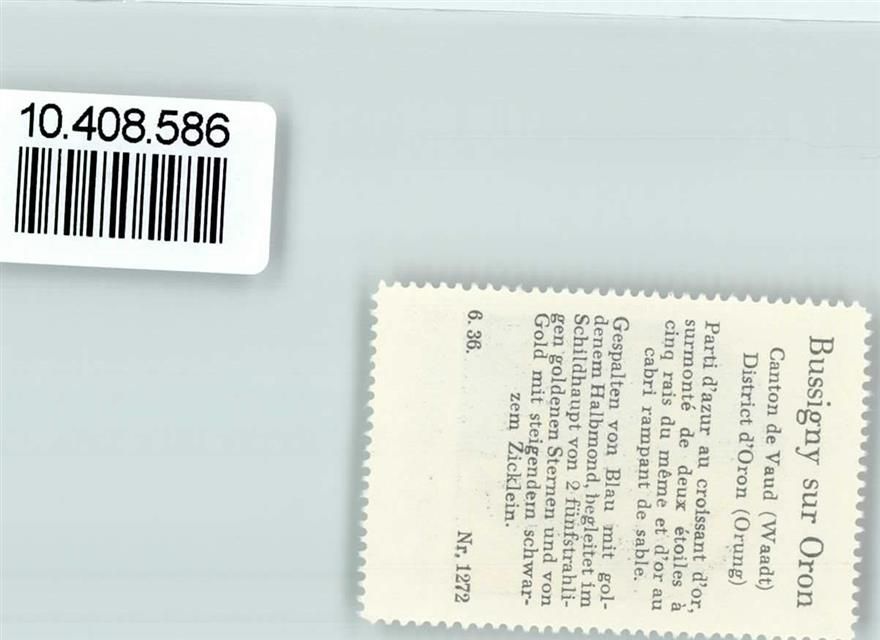 10.408.586
Bussigny sur Oron
Canton de Vaud (Waadt)
District d'Oron (Orung)
Parti d'azur au croissant d'or,
surmonté de deux étoiles à
cinq rais du même et d'or au
cabri rampant de sable.
Gespalten von Blau mit gol-
denem Halbmond, begleitet im
Schildhaupt von 2 fünfstrahli-
gen goldenen Sternen und von
Gold mit steigendem schwar-
zem Zicklein.
6. 36.
Nr. 1272